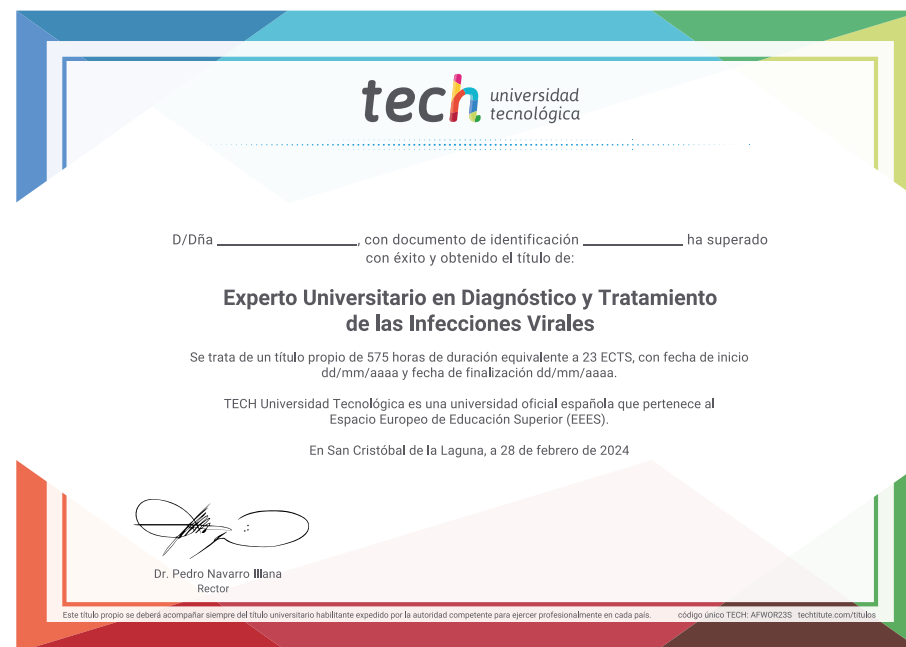 tech universidad
tecnológica
D/Dña ____________________, con documento de identificación ______________ ha superado
con éxito y obtenido el título de:
Experto Universitario en Diagnóstico y Tratamiento
de las Infecciones Virales
Se trata de un título propio de 575 horas de duración equivalente a 23 ECTS, con fecha de inicio
dd/mm/aaaa y fecha de finalización dd/mm/aaaa.
TECH Universidad Tecnológica es una universidad oficial española que pertenece al
Espacio Europeo de Educación Superior (EEES).
En San Cristóbal de la Laguna, a 28 de febrero de 2024
Dr. Pedro Navarro Illana
Rector
Este título propio se deberá acompañar siempre del título universitario habilitante expedido por la autoridad competente para ejercer profesionalmente en cada país. código único TECH: AFWOR23S techtitute.com/titulos